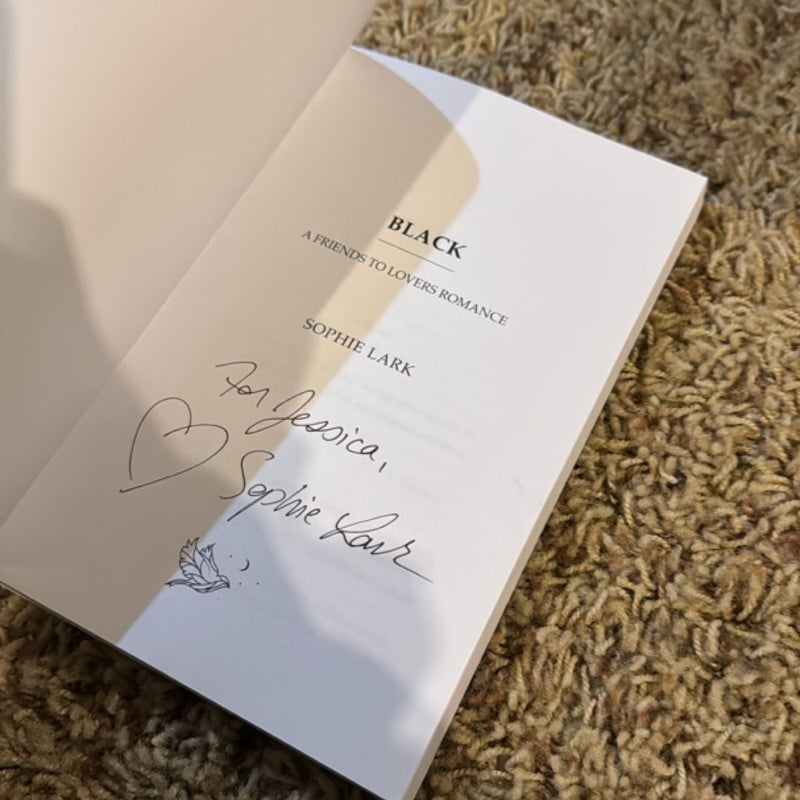 BLACK
A FRIENDS TO LOVERS ROMANCE
SOPHIE LARK
For Jessica,
Sophie Lark